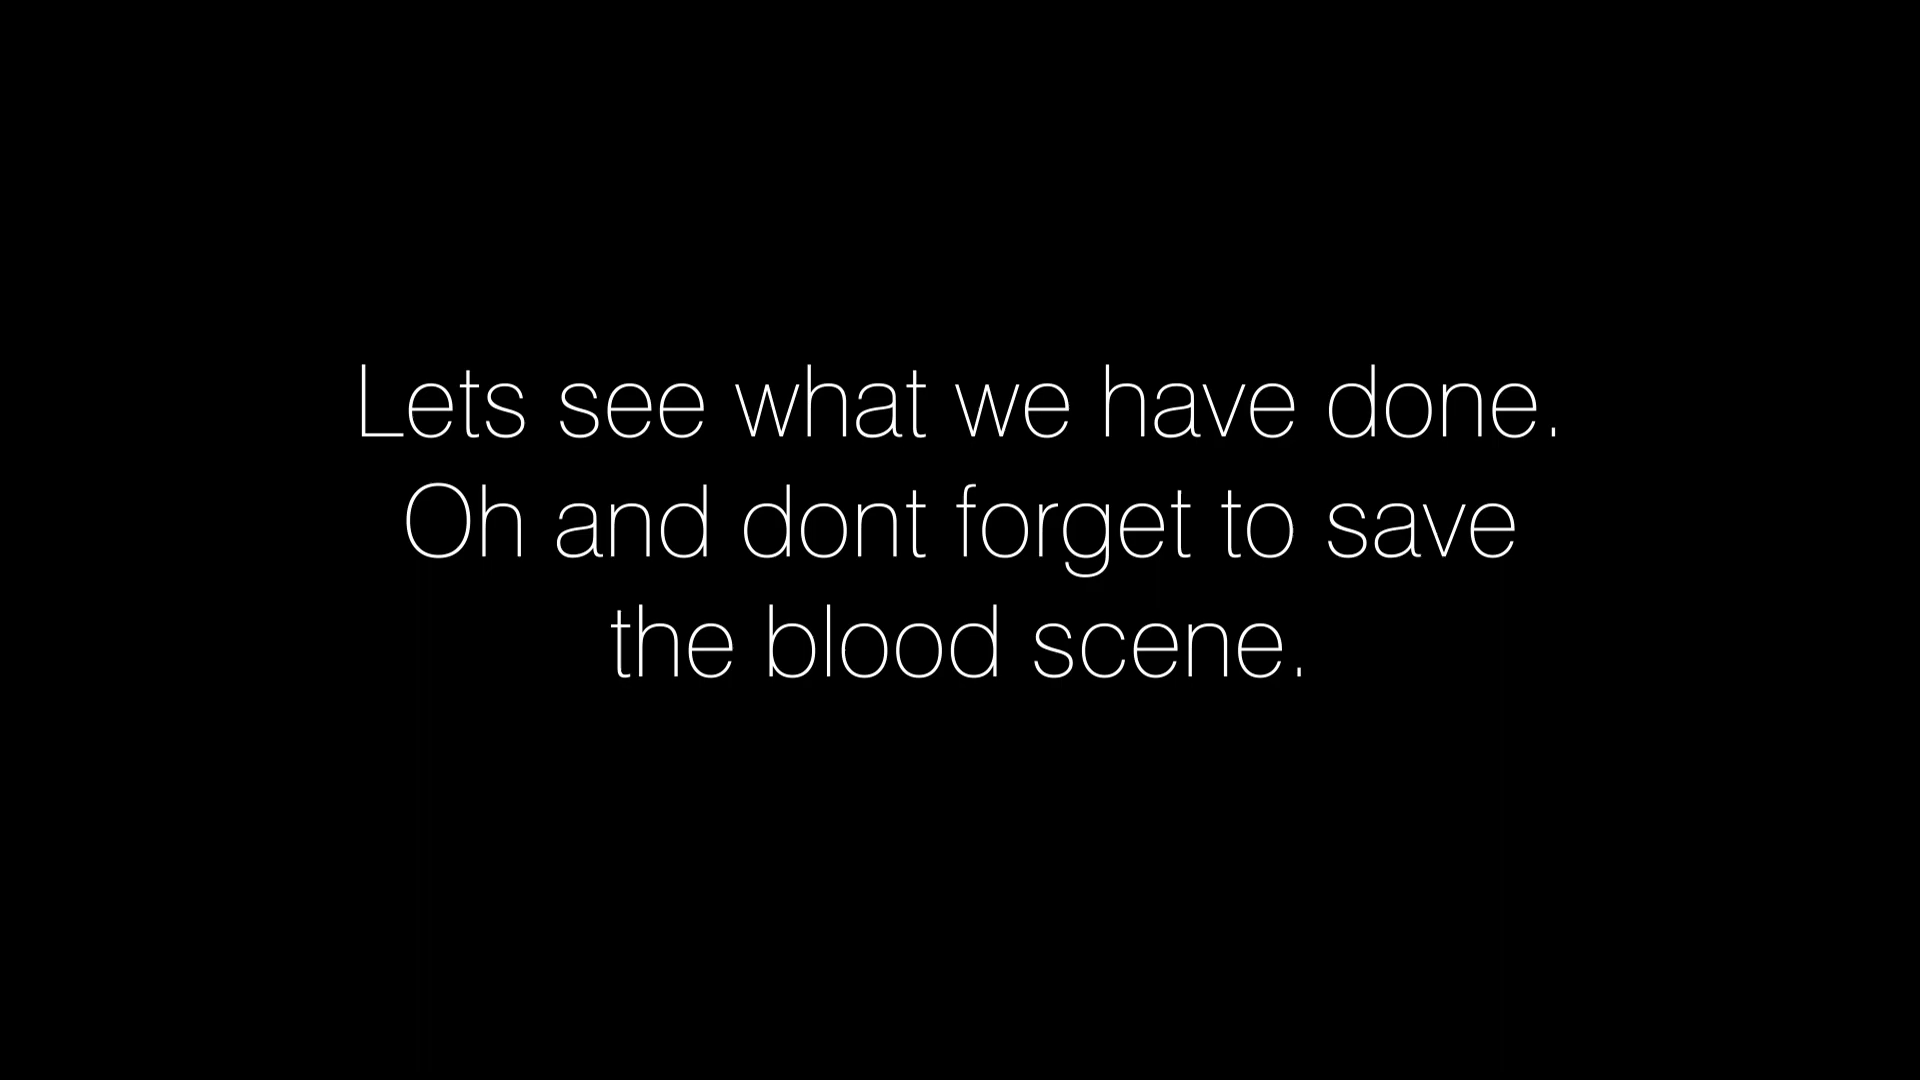 Lets see what we have done.
Oh and dont forget to save
the blood scene.